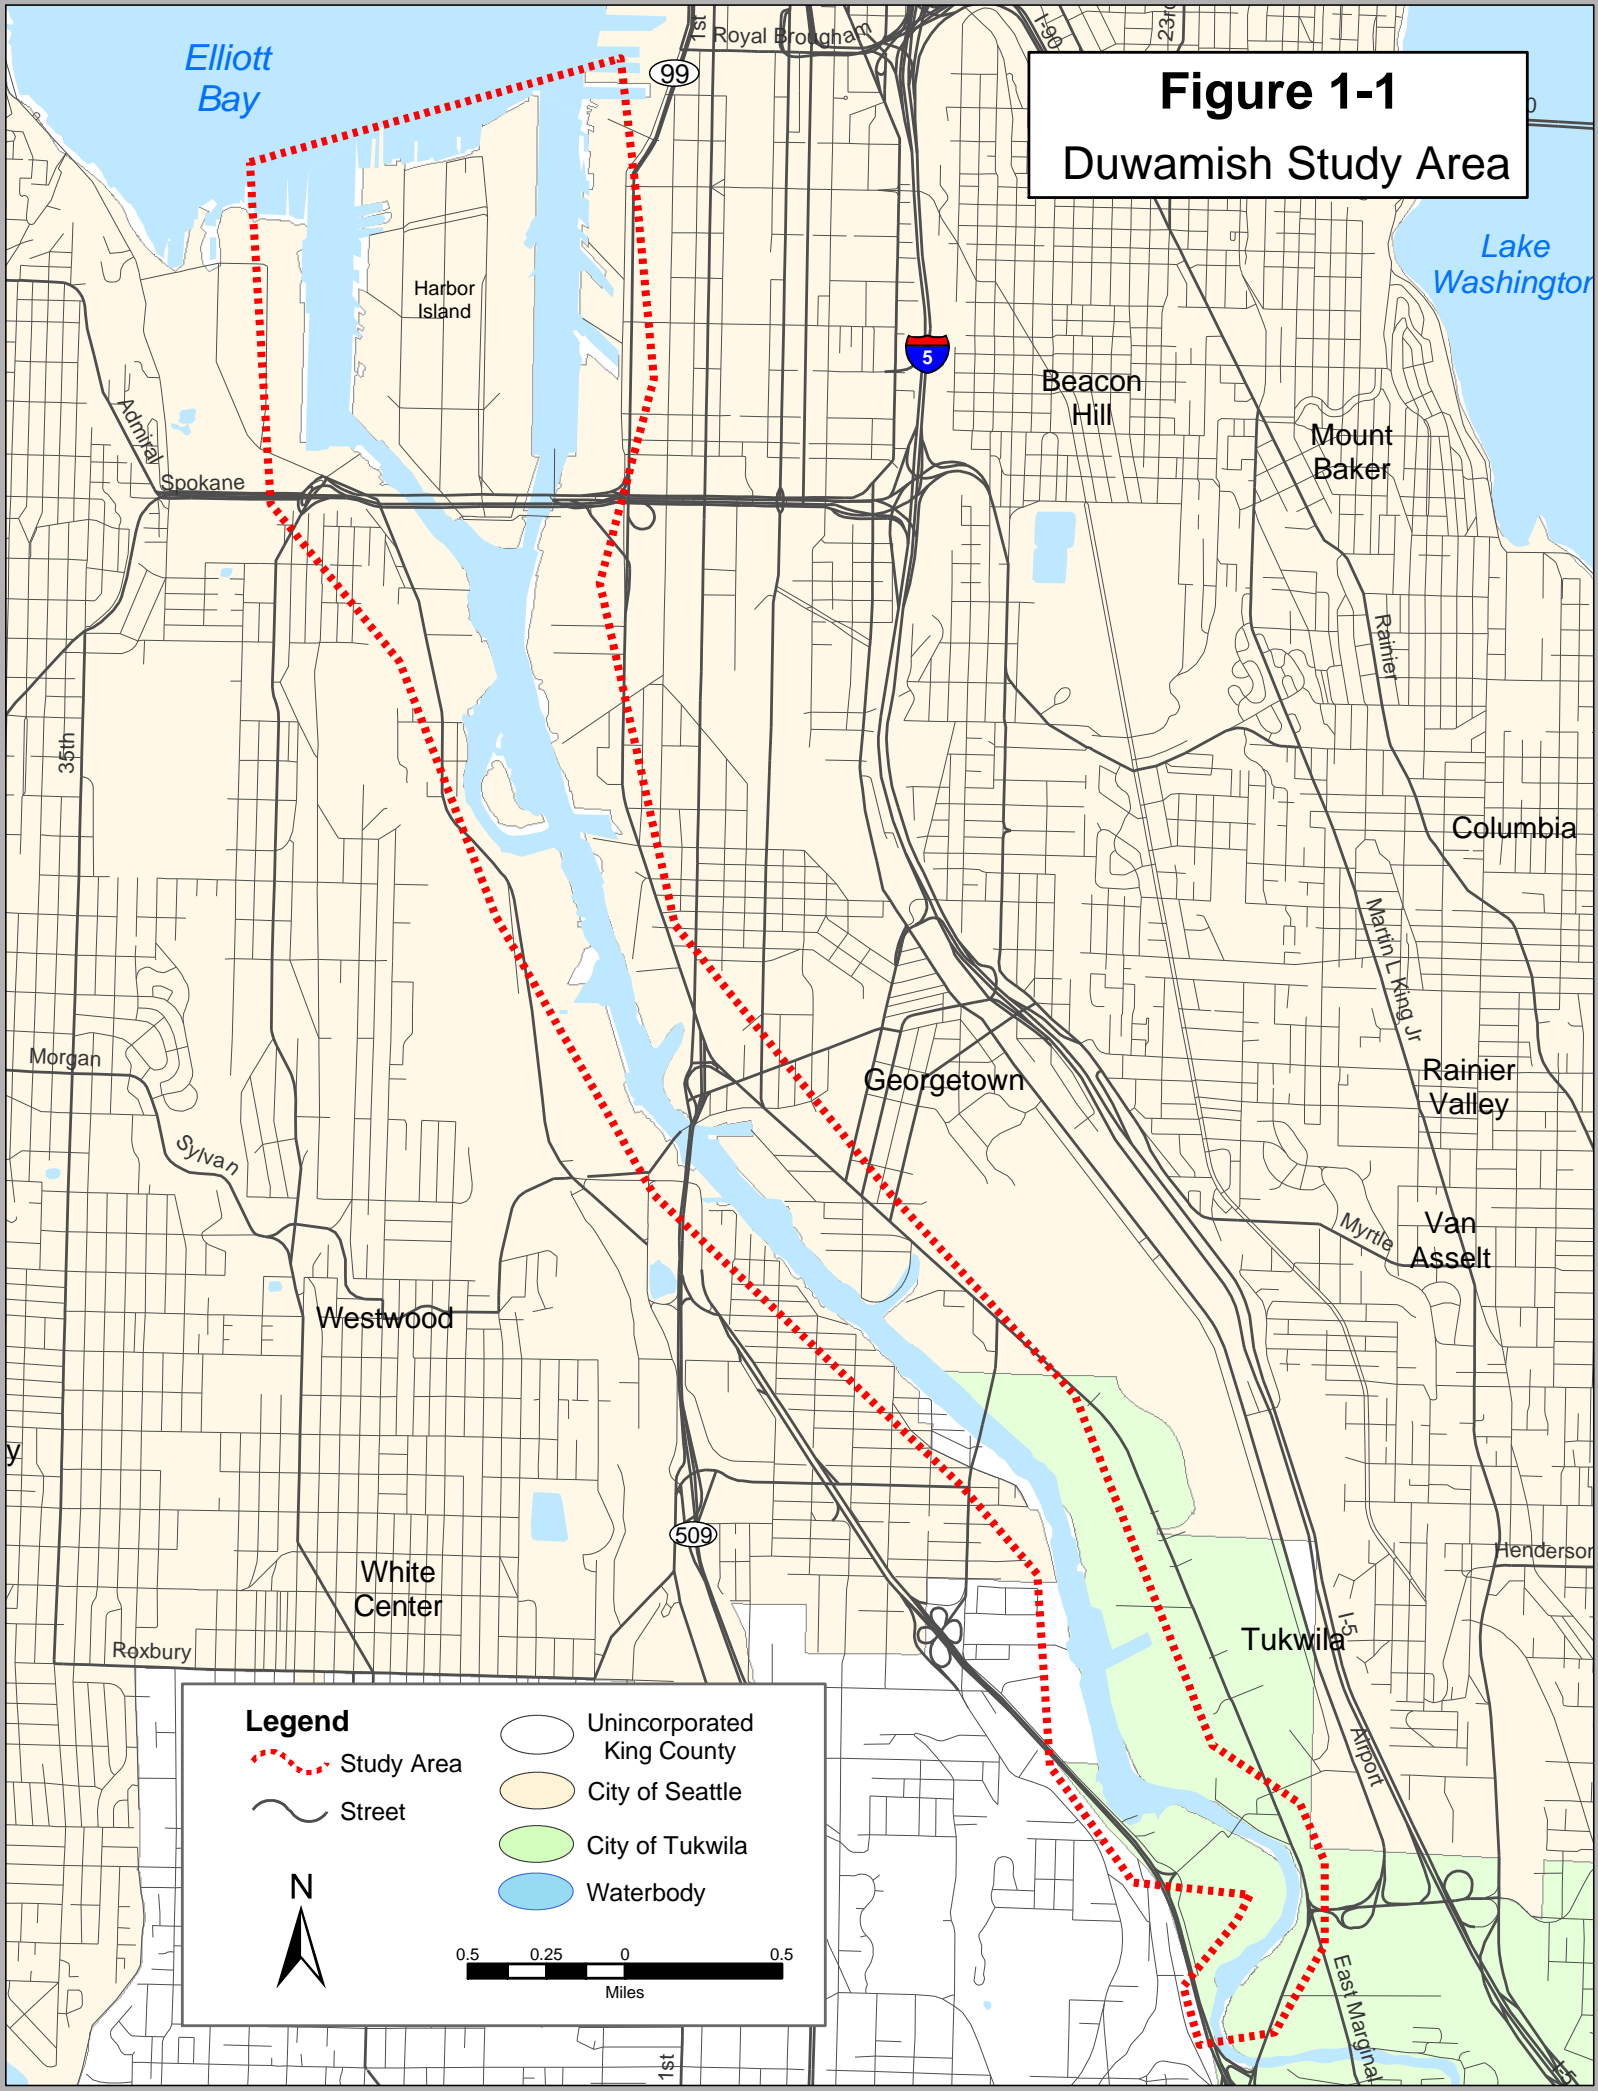 1st
Royal Brougham
I-90
23rd
99
Elliott
Bay
Figure 1-1
Duwamish Study Area
0
Lake
Washington
Harbor
Island
5
Beacon
Hill
Admiral
Mount
Baker
Spokane
Rainier
35th
Columbia
Martin L King Jr
Morgan
Georgetown
Rainier
Valley
Sylvan
Myrtle
Van
Asselt
Westwood
y
509
Henderson
White
Center
I-5
Tukwila
Roxbury
Airport
Legend
Study Area
Street
Unincorporated
King County
City of Seattle
City of Tukwila
Waterbody
N
0.5 0.25 0 0.5
Miles
East Marginal
1st
I-5